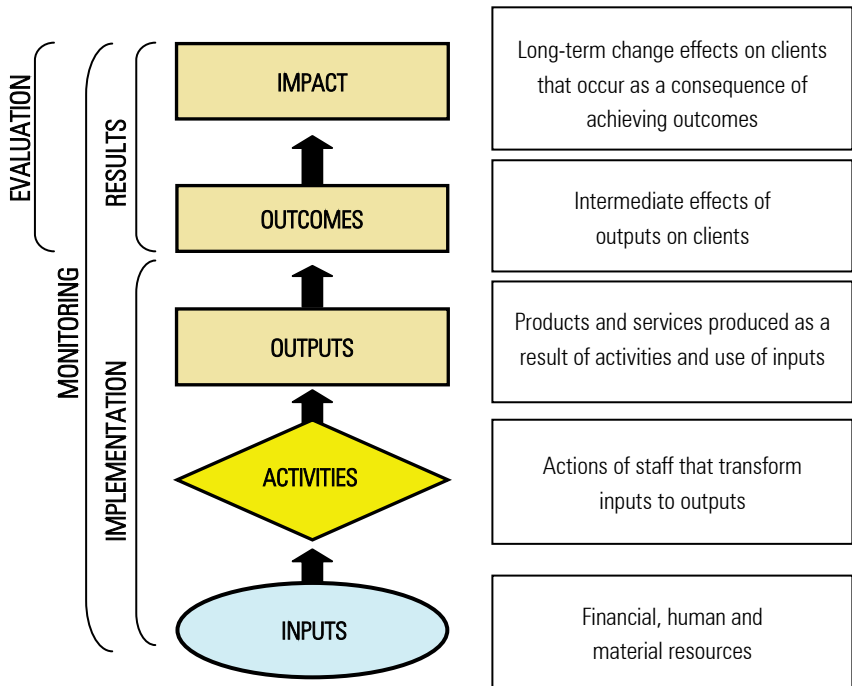 EVALUATION
MONITORING
RESULTS
IMPLEMENTATION
IMPACT
Long-term change effects on clients
that occur as a consequence of
achieving outcomes
OUTCOMES
Intermediate effects of
outputs on clients
OUTPUTS
Products and services produced as a
result of activities and use of inputs
ACTIVITIES
Actions of staff that transform
inputs to outputs
INPUTS
Financial, human and
material resources